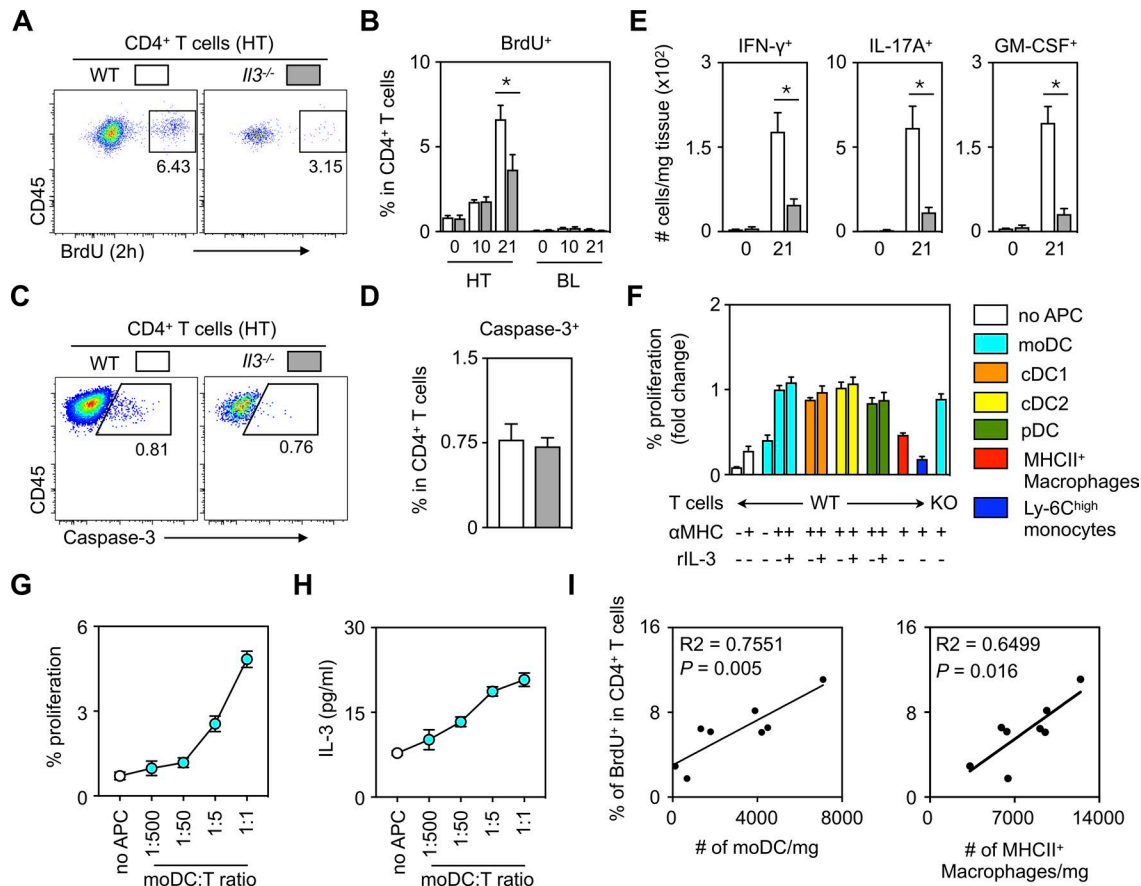 A
CD4⁺ T cells (HT)
WT
Il3⁻/⁻
6.43
3.15
CD45
BrdU (2h)
B
BrdU⁺
% in CD4⁺ T cells
10
5
0
*
0 10 21 0 10 21
HT BL
E
IFN-γ⁺ IL-17A⁺ GM-CSF⁺
# cells/mg tissue (x10²)
3
1.5
0
*
0 21
10
5
0
*
0 21
3
1.5
0
*
0 21
C
CD4⁺ T cells (HT)
WT
Il3⁻/⁻
0.81
0.76
CD45
Caspase-3
D
Caspase-3⁺
% in CD4⁺ T cells
1.5
0.75
0
F
% proliferation
(fold change)
2
1
0
T cells WT KO
αMHC - + - + + + + + + + + + + +
rIL-3 - - - - + - + - + - + - - -
no APC
moDC
cDC1
cDC2
pDC
MHCII⁺
Macrophages
Ly-6Cʰⁱᵍʰ
monocytes
G
% proliferation
6
3
0
no APC
1:500
1:50
1:5
1:1
moDC:T ratio
H
IL-3 (pg/ml)
30
15
0
no APC
1:500
1:50
1:5
1:1
moDC:T ratio
I
% of BrdU⁺ in CD4⁺ T cells
16
8
0
R2 = 0.7551
P = 0.005
0 4000 8000
# of moDC/mg
16
8
0
R2 = 0.6499
P = 0.016
0 7000 14000
# of MHCII⁺
Macrophages/mg